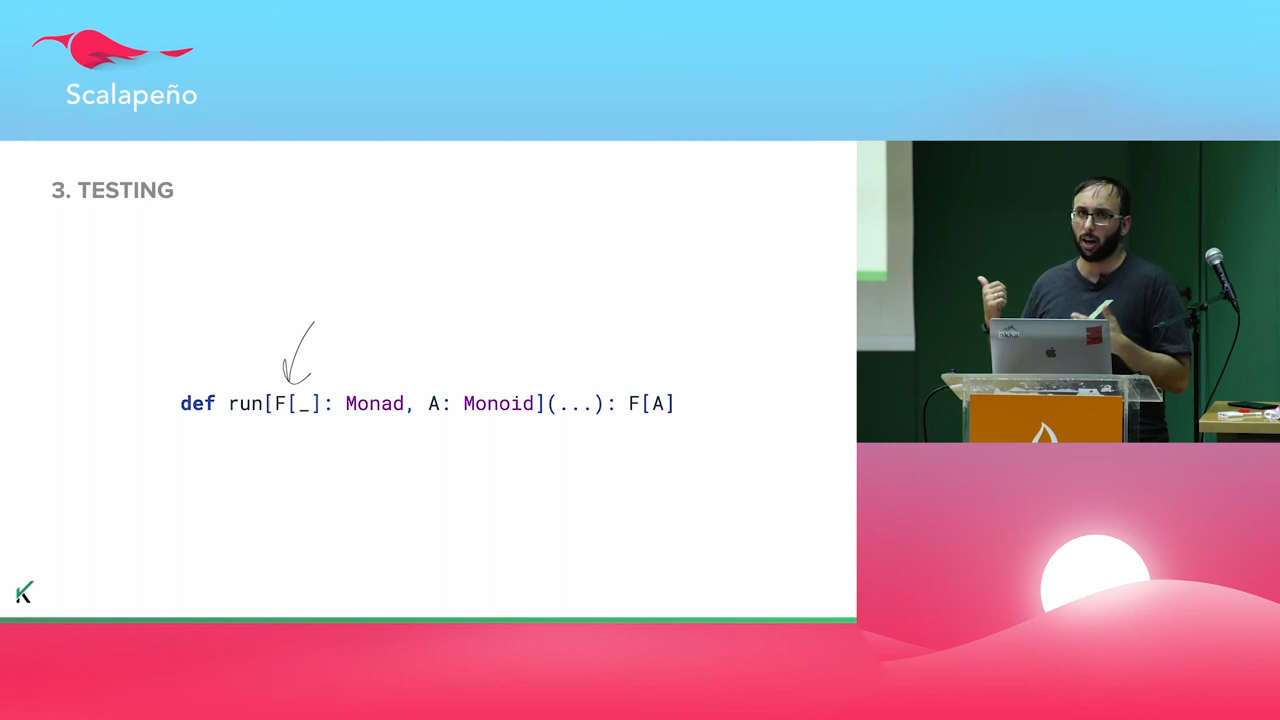 Scalapeño
3. TESTING
def run[F[_]: Monad, A: Monoid](...): F[A]
K